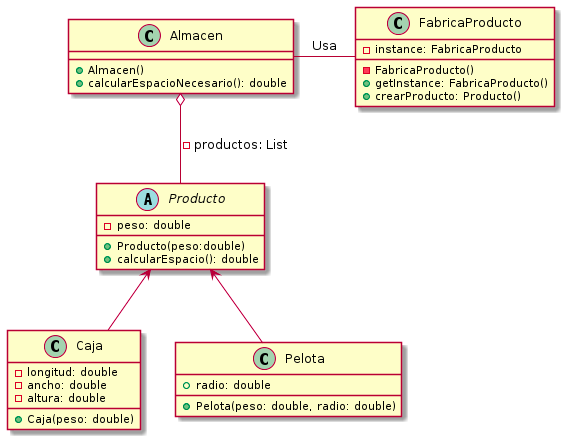 C Almacen
Almacen()
calcularEspacioNecesario(): double
Usa
C FabricaProducto
instance: FabricaProducto
FabricaProducto()
getInstance: FabricaProducto()
crearProducto: Producto()
productos: List
A Producto
peso: double
Producto(peso:double)
calcularEspacio(): double
C Caja
longitud: double
ancho: double
altura: double
Caja(peso: double)
C Pelota
radio: double
Pelota(peso: double, radio: double)